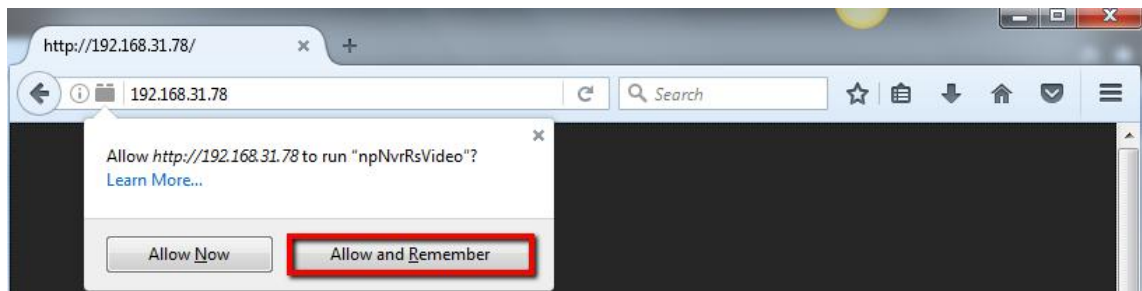 http://192.168.31.78/
192.168.31.78
Search
Allow http://192.168.31.78 to run “npNvrRsVideo”?
Learn More...
Allow Now
Allow and Remember